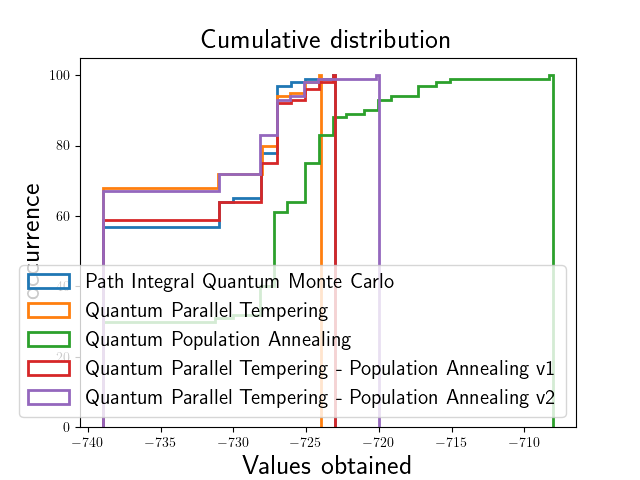 Cumulative distribution
100
80
60
40
20
0
occurrence
Path Integral Quantum Monte Carlo
Quantum Parallel Tempering
Quantum Population Annealing
Quantum Parallel Tempering - Population Annealing v1
Quantum Parallel Tempering - Population Annealing v2
−740 −735 −730 −725 −720 −715 −710
Values obtained